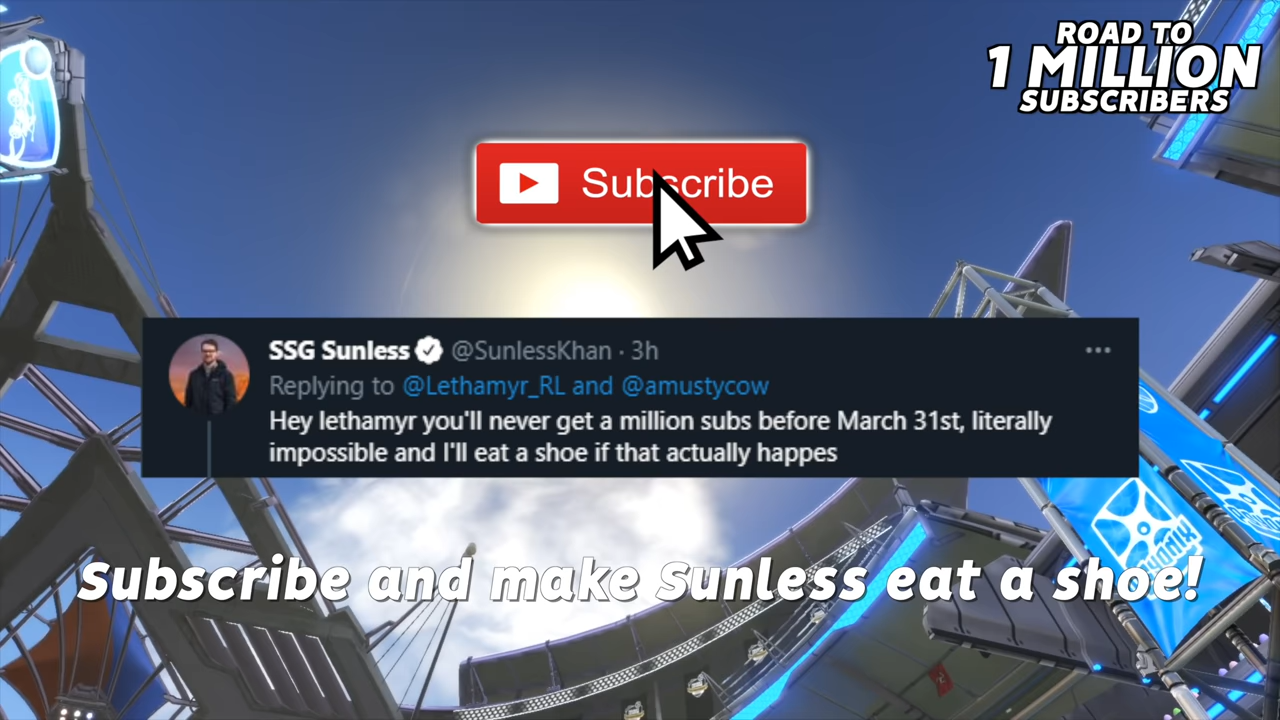 ROAD TO
1 MILLION
SUBSCRIBERS
Subscribe
SSG Sunless @SunlessKhan · 3h
Replying to @Lethamyr_RL and @amustycow
Hey lethamyr you'll never get a million subs before March 31st, literally
impossible and I'll eat a shoe if that actually happes
Subscribe and make Sunless eat a shoe!